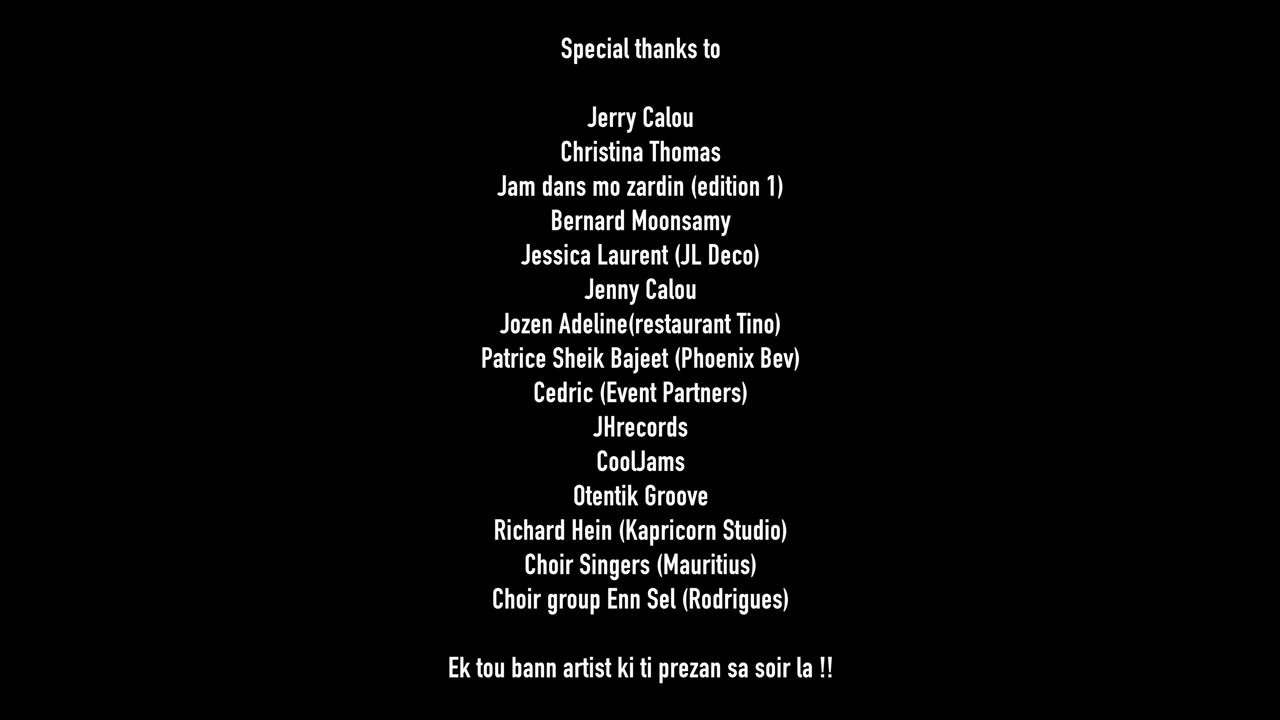 Special thanks to
Jerry Calou
Christina Thomas
Jam dans mo zardin (edition 1)
Bernard Moonsamy
Jessica Laurent (JL Deco)
Jenny Calou
Jozen Adeline(restaurant Tino)
Patrice Sheik Bajeet (Phoenix Bev)
Cedric (Event Partners)
JHrecords
CoolJams
Otentik Groove
Richard Hein (Kapricorn Studio)
Choir Singers (Mauritius)
Choir group Enn Sel (Rodrigues)
Ek tou bann artist ki ti prezan sa soir la !!